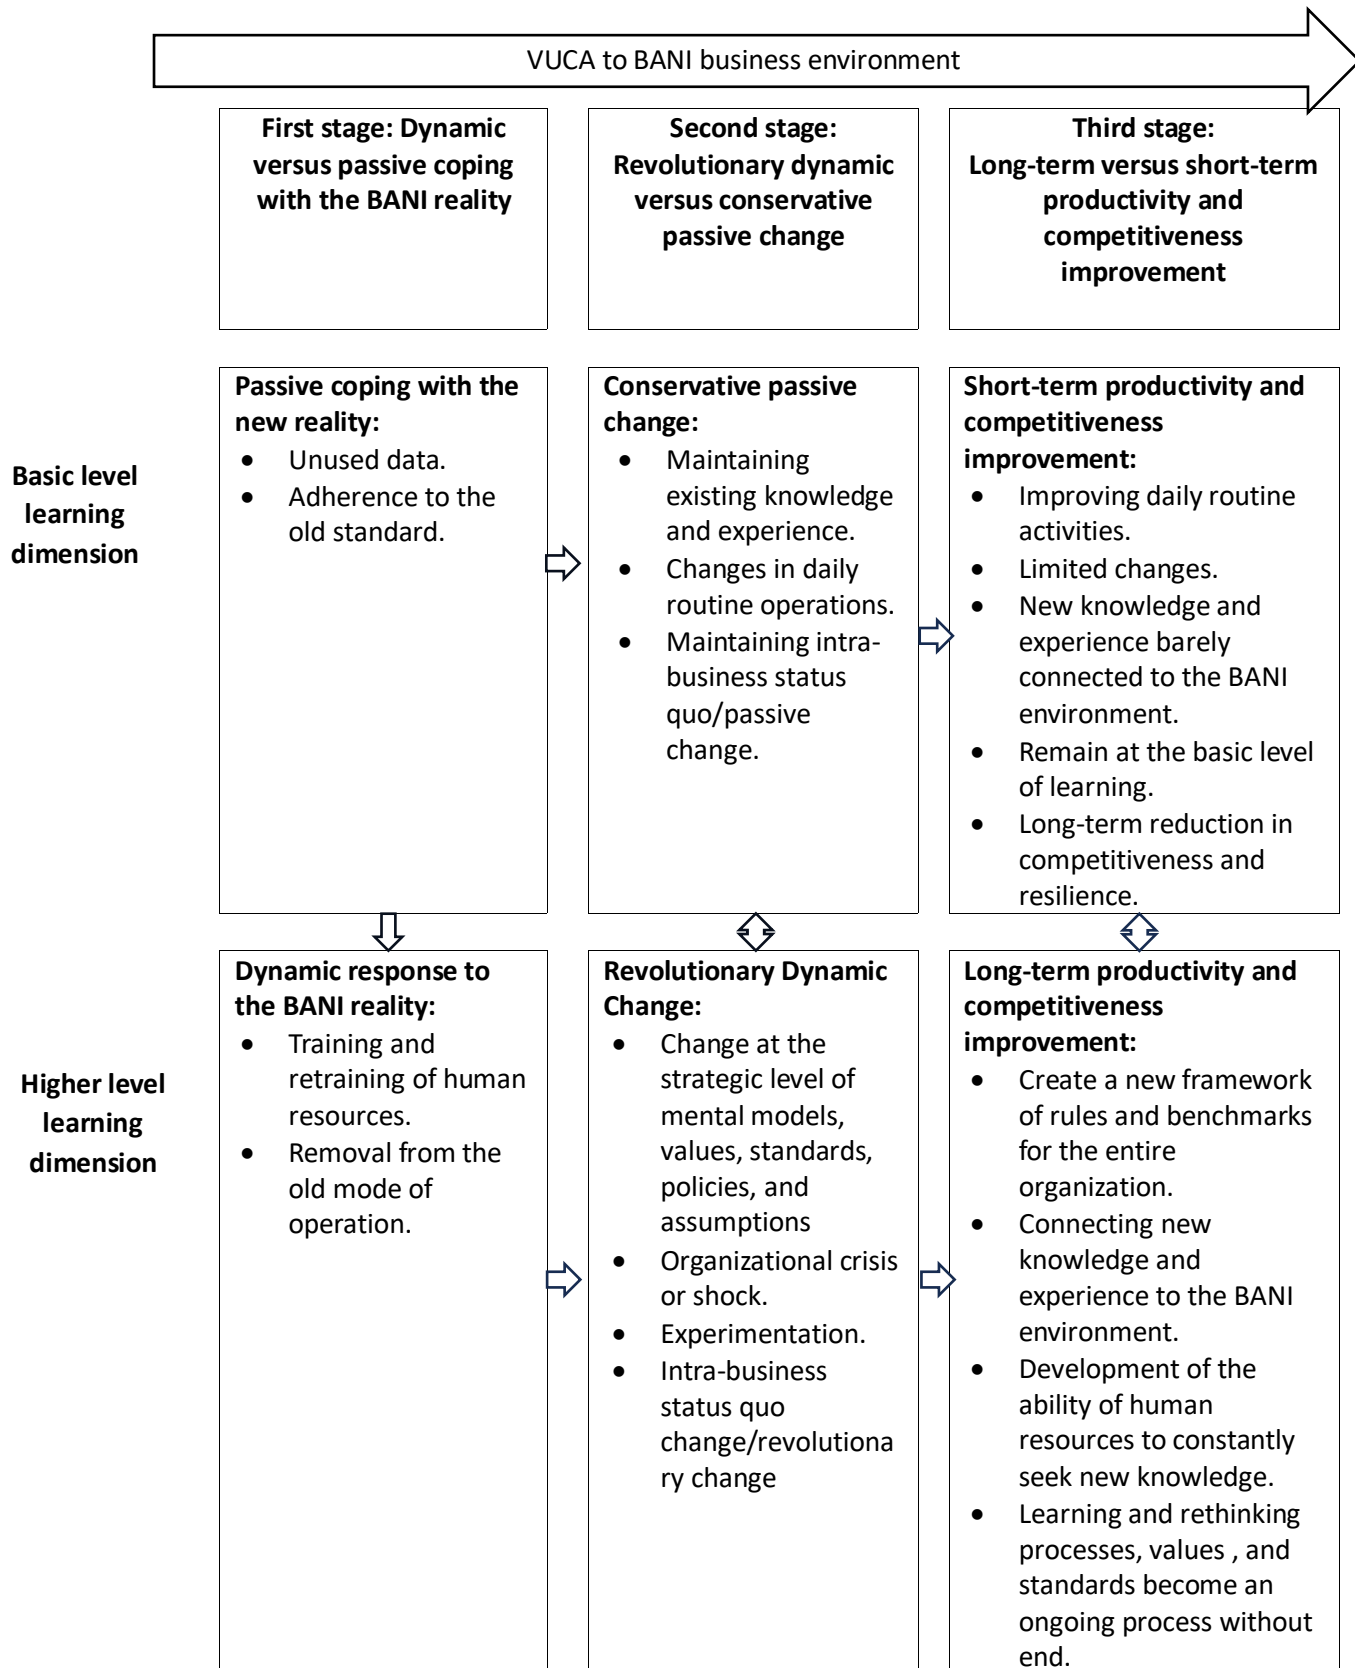 VUCA to BANI business environment
First stage: Dynamic
versus passive coping
with the BANI reality
Second stage:
Revolutionary dynamic
versus conservative
passive change
Third stage:
Long-term versus short-term
productivity and
competitiveness
improvement
Basic level
learning
dimension
Passive coping with the
new reality:
• Unused data.
• Adherence to the
old standard.
Conservative passive
change:
• Maintaining
existing knowledge
and experience.
• Changes in daily
routine operations.
• Maintaining intra-
business status
quo/passive
change.
Short-term productivity and
competitiveness
improvement:
• Improving daily routine
activities.
• Limited changes.
• New knowledge and
experience barely
connected to the BANI
environment.
• Remain at the basic level
of learning.
• Long-term reduction in
competitiveness and
resilience.
Higher level
learning
dimension
Dynamic response to
the BANI reality:
• Training and
retraining of human
resources.
• Removal from the
old mode of
operation.
Revolutionary Dynamic
Change:
• Change at the
strategic level of
mental models,
values, standards,
policies, and
assumptions
• Organizational crisis
or shock.
• Experimentation.
• Intra-business
status quo
change/revolutiona
ry change
Long-term productivity and
competitiveness
improvement:
• Create a new framework
of rules and benchmarks
for the entire
organization.
• Connecting new
knowledge and
experience to the BANI
environment.
• Development of the
ability of human
resources to constantly
seek new knowledge.
• Learning and rethinking
processes, values , and
standards become an
ongoing process without
end.